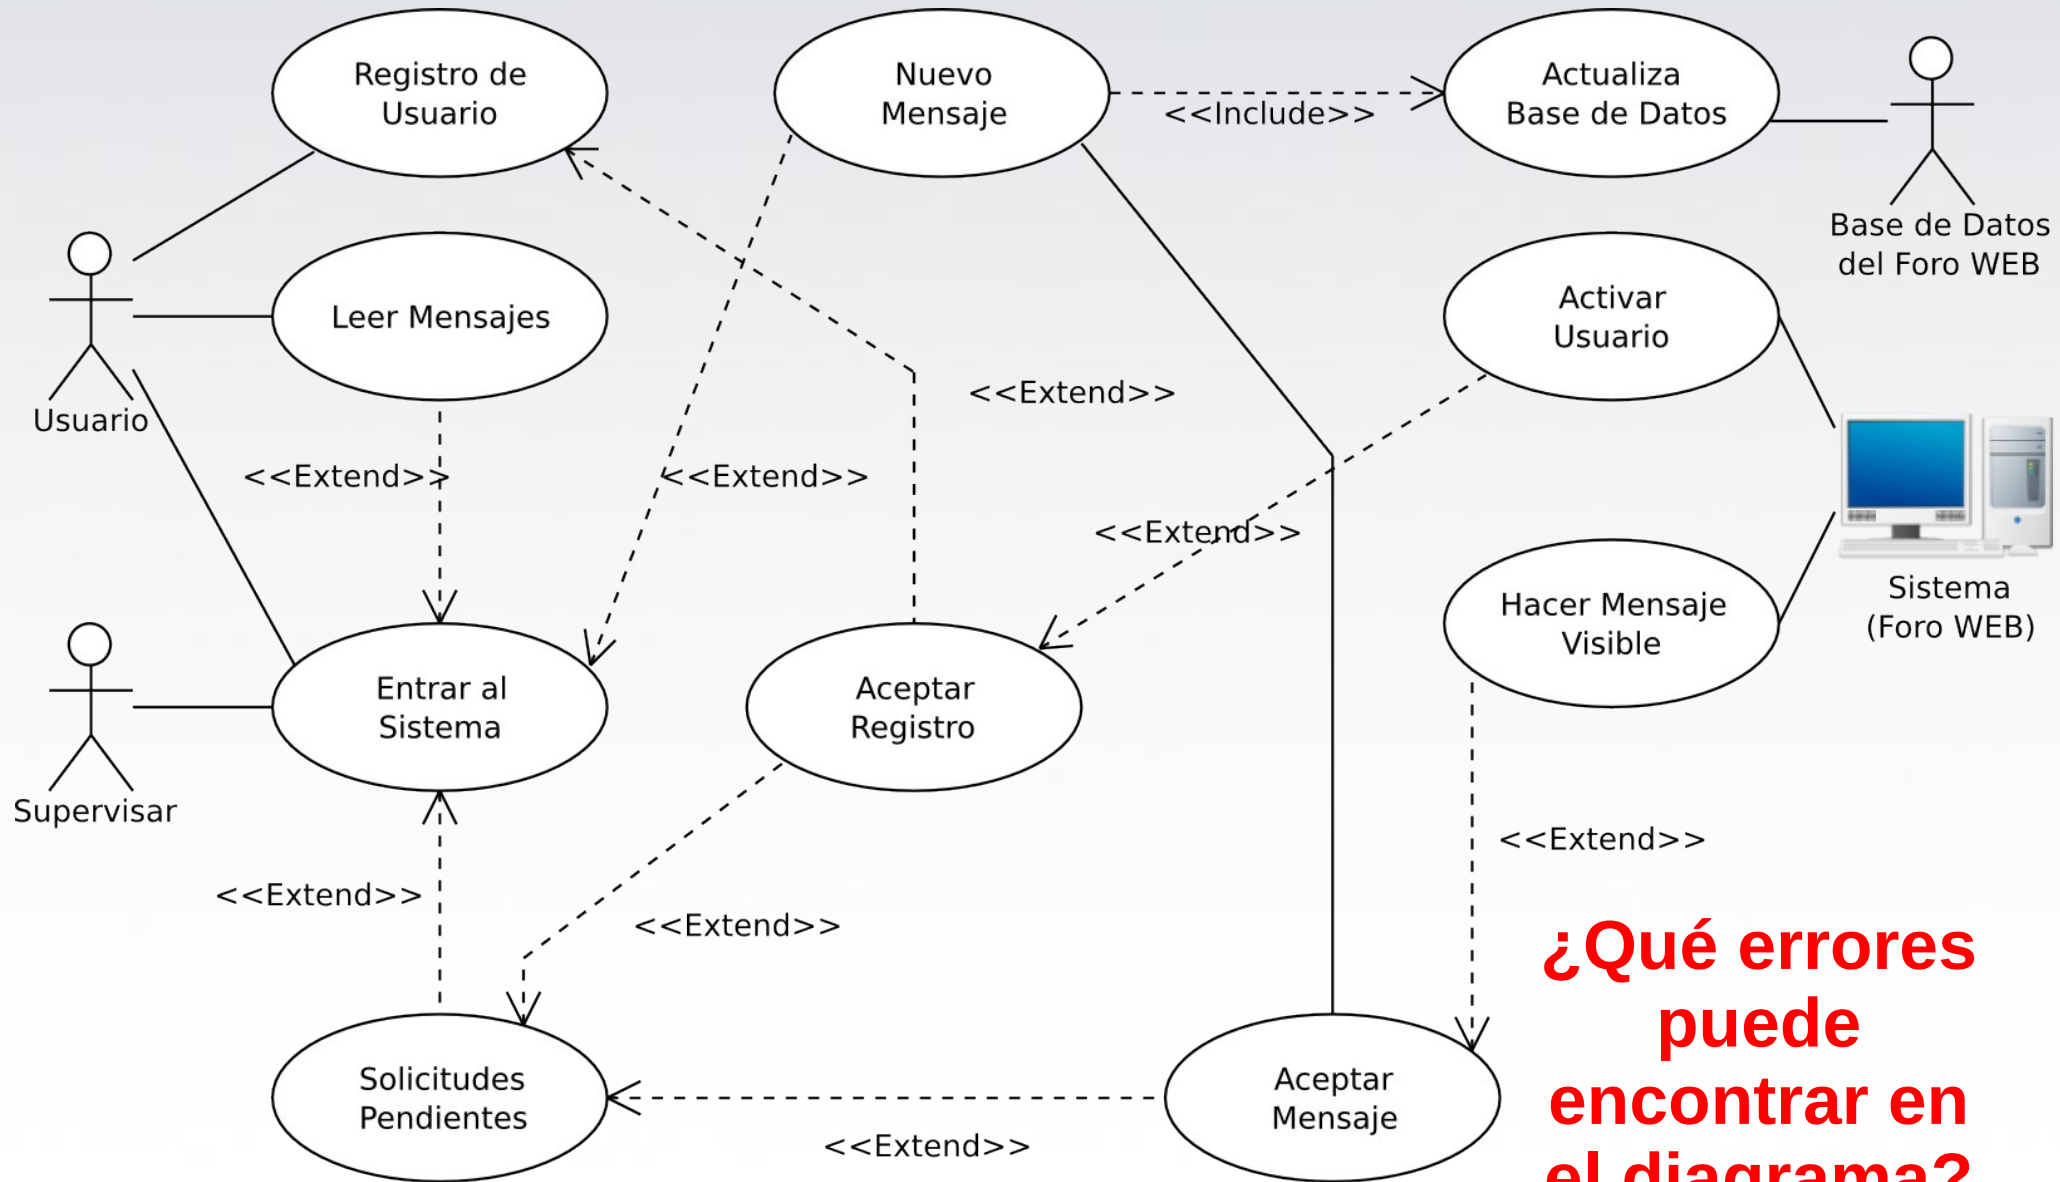 Registro de
Usuario
Nuevo
Mensaje
<<Include>>
Actualiza
Base de Datos
Base de Datos
del Foro WEB
Leer Mensajes
Activar
Usuario
Usuario
<<Extend>>
<<Extend>>
<<Extend>>
<<Extend>>
Sistema
(Foro WEB)
Hacer Mensaje
Visible
Entrar al
Sistema
Aceptar
Registro
Supervisar
<<Extend>>
<<Extend>>
<<Extend>>
Solicitudes
Pendientes
<<Extend>>
Aceptar
Mensaje
¿Qué errores
puede
encontrar en
el diagrama?